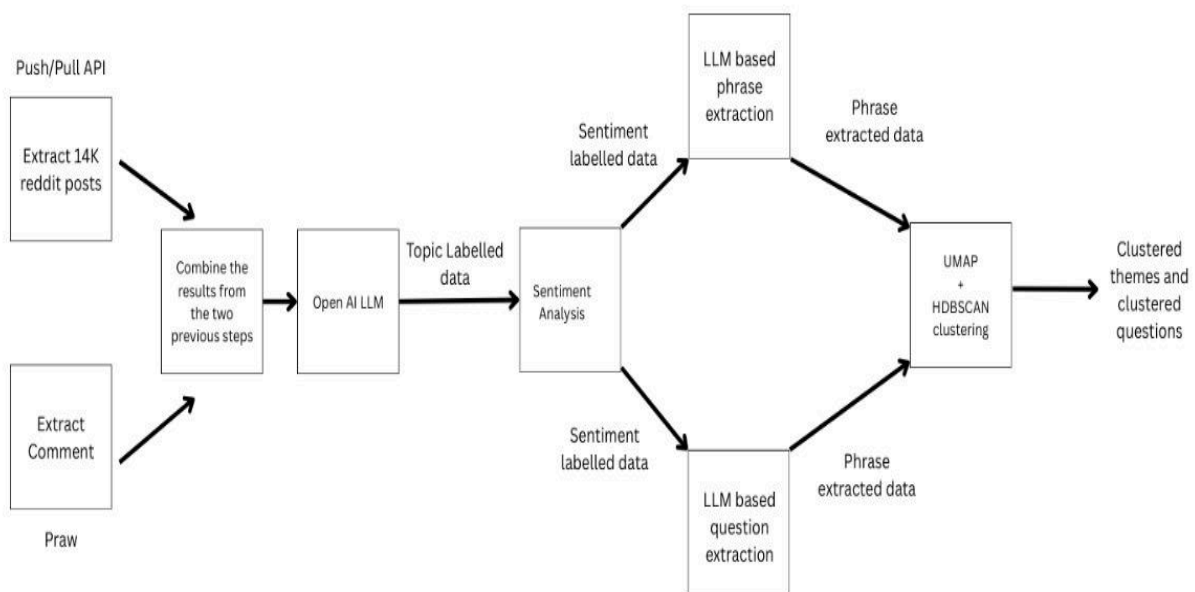 Push/Pull API
Extract 14K
reddit posts
Extract
Comment
Praw
Combine the
results from
the two
previous steps
Open AI LLM
Topic Labelled
data
Sentiment
Analysis
Sentiment
labelled data
LLM based
phrase
extraction
Phrase
extracted data
Sentiment
labelled data
LLM based
question
extraction
Phrase
extracted data
UMAP
+
HDBSCAN
clustering
Clustered
themes and
clustered
questions